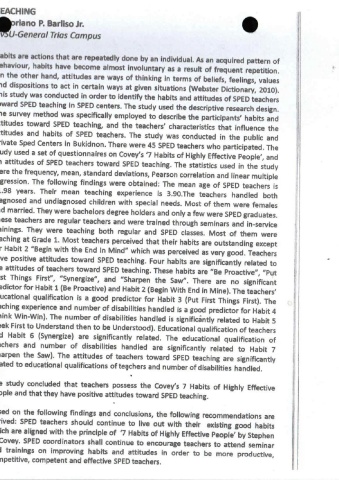 EACHING
oriano P. Barliso Jr.
VSU-General Trias Campus
abits are actions that are repeatedly done by an individual. As an acquired pattern of
ehaviour, habits have become almost involuntary as a result of frequent repetition.
n the other hand, attitudes are ways of thinking in terms of beliefs, feelings, values
nd dispositions to act in certain ways at given situations (Webster Dictionary, 2010).
his study was conducted in order to identify the habits and attitudes of SPED teachers
oward SPED teaching in SPED centers. The study used the descriptive research design.
he survey method was specifically employed to describe the participants' habits and
ttitudes toward SPED teaching, and the teachers' characteristics that influence the
ttitudes and habits of SPED teachers. The study was conducted in the public and
rivate Sped Centers in Bukidnon. There were 45 SPED teachers who participated. The
udy used a set of questionnaires on Covey's '7 Habits of Highly Effective People', and
n attitudes of SPED teachers toward SPED teaching. The statistics used in the study
ere the frequency, mean, standard deviations, Pearson correlation and linear multiple
gression. The following findings were obtained: The mean age of SPED teachers is
.98 years. Their mean teaching experience is 3.90.The teachers handled both
agnosed and undiagnosed children with special needs. Most of them were females
d married. They were bachelors degree holders and only a few were SPED graduates.
ese teachers are regular teachers and were trained through seminars and in-service
inings. They were teaching both regular and SPED classes. Most of them were
aching at Grade 1. Most teachers perceived that their habits are outstanding except
r Habit 2 "Begin with the End in Mind" which was perceived as very good. Teachers
ve positive attitudes toward SPED teaching. Four habits are significantly related to
e attitudes of teachers toward SPED teaching. These habits are "Be Proactive", "Put
st Things First", "Synergize", and "Sharpen the Saw". There are no significant
edictor for Habit 1 (Be Proactive) and Habit 2 (Begin With End in Mine). The teachers'
ucational qualification is a good predictor for Habit 3 (Put First Things First). The
ching experience and number of disabilities handled is a good predictor for Habit 4
hink Win-Win). The number of disabilities handled is significantly related to Habit 5
ek First to Understand then to be Understood). Educational qualification of teachers
d Habit 6 (Synergize) are significantly related. The educational qualification of
chers and number of disabilities handled are significantly related to Habit 7
arpen the Saw). The attitudes of teachers toward SPED teaching are significantly
ated to educational qualifications of teachers and number of disabilities handled.
e study concluded that teachers possess the Covey's 7 Habits of Highly Effective
ople and that they have positive attitudes toward SPED teaching.
sed on the following findings and conclusions, the following recommendations are
rived: SPED teachers should continue to live out with their existing good habits
ich are aligned with the principle of '7 Habits of Highly Effective People' by Stephen
Covey. SPED coordinators shall continue to encourage teachers to attend seminar
d trainings on improving habits and attitudes in order to be more productive,
mpetitive, competent and effective SPED teachers.